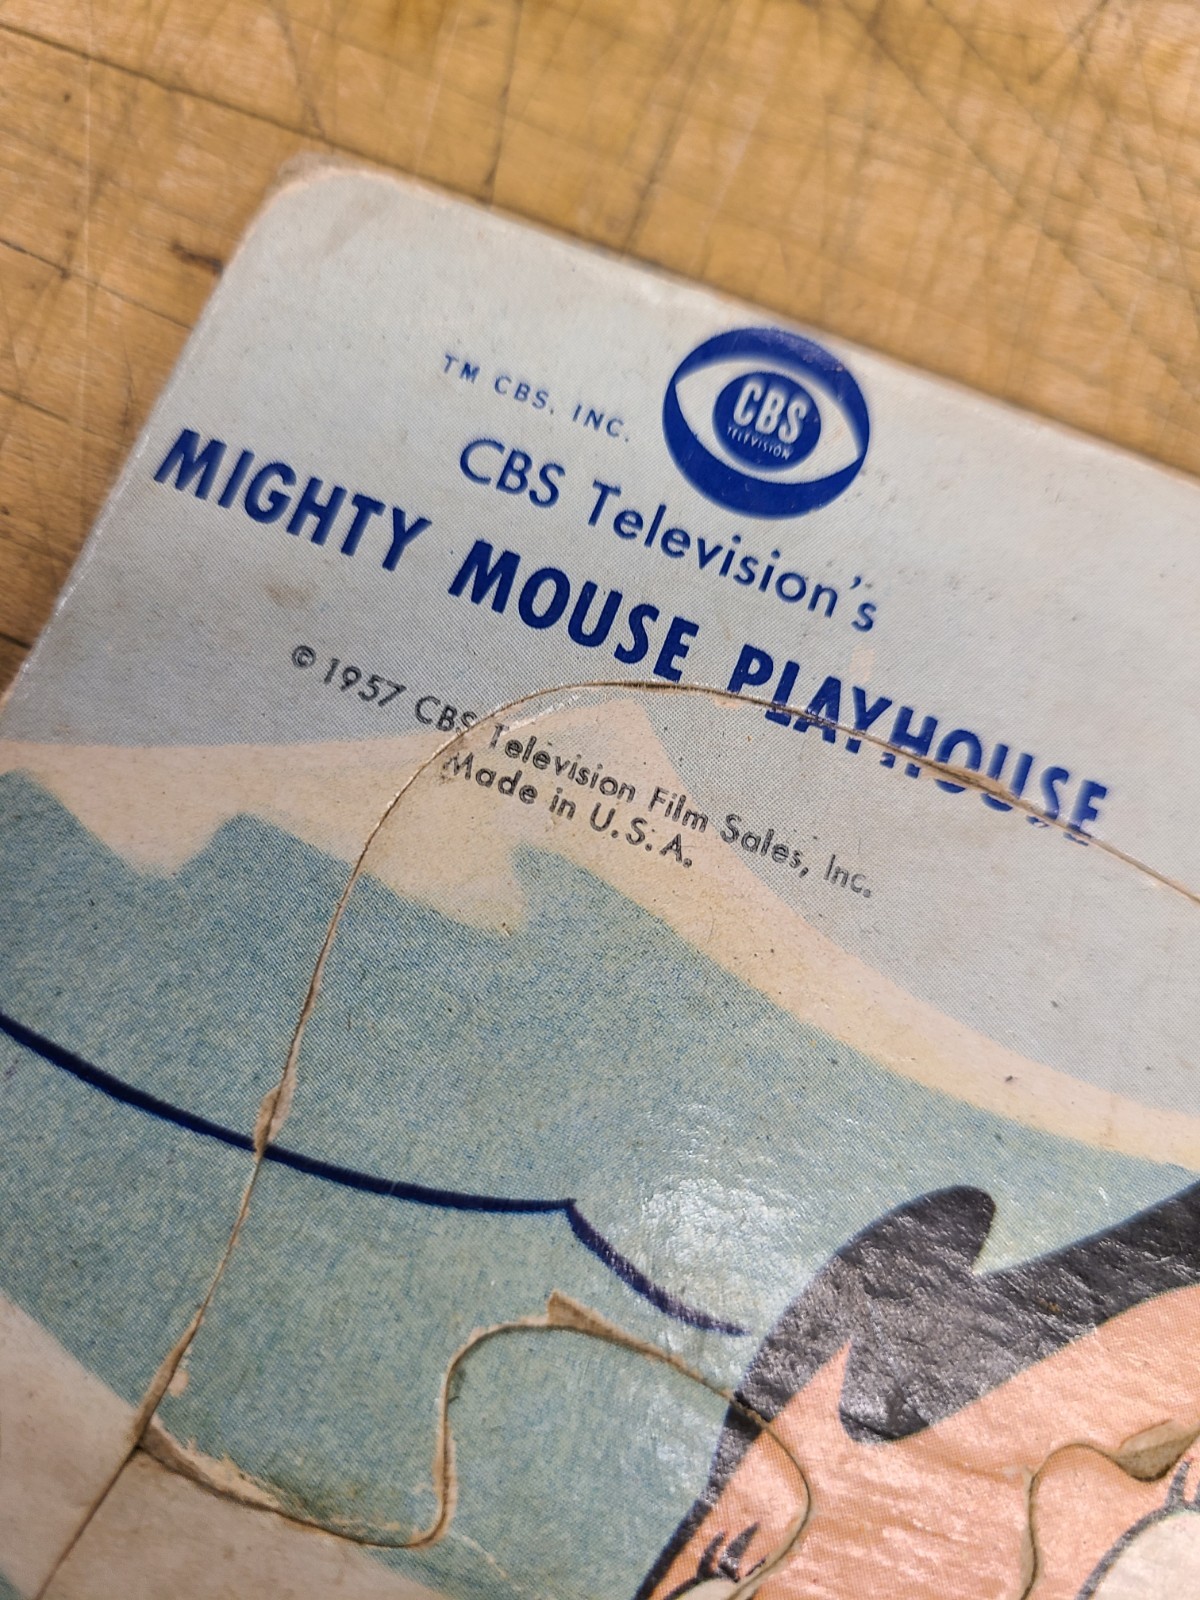 CBS
TELEVISION
TM CBS, INC.
CBS Television's
MIGHTY MOUSE PLAYHOUSE
© 1957 CBS Television Film Sales, Inc.
Made in U.S.A.